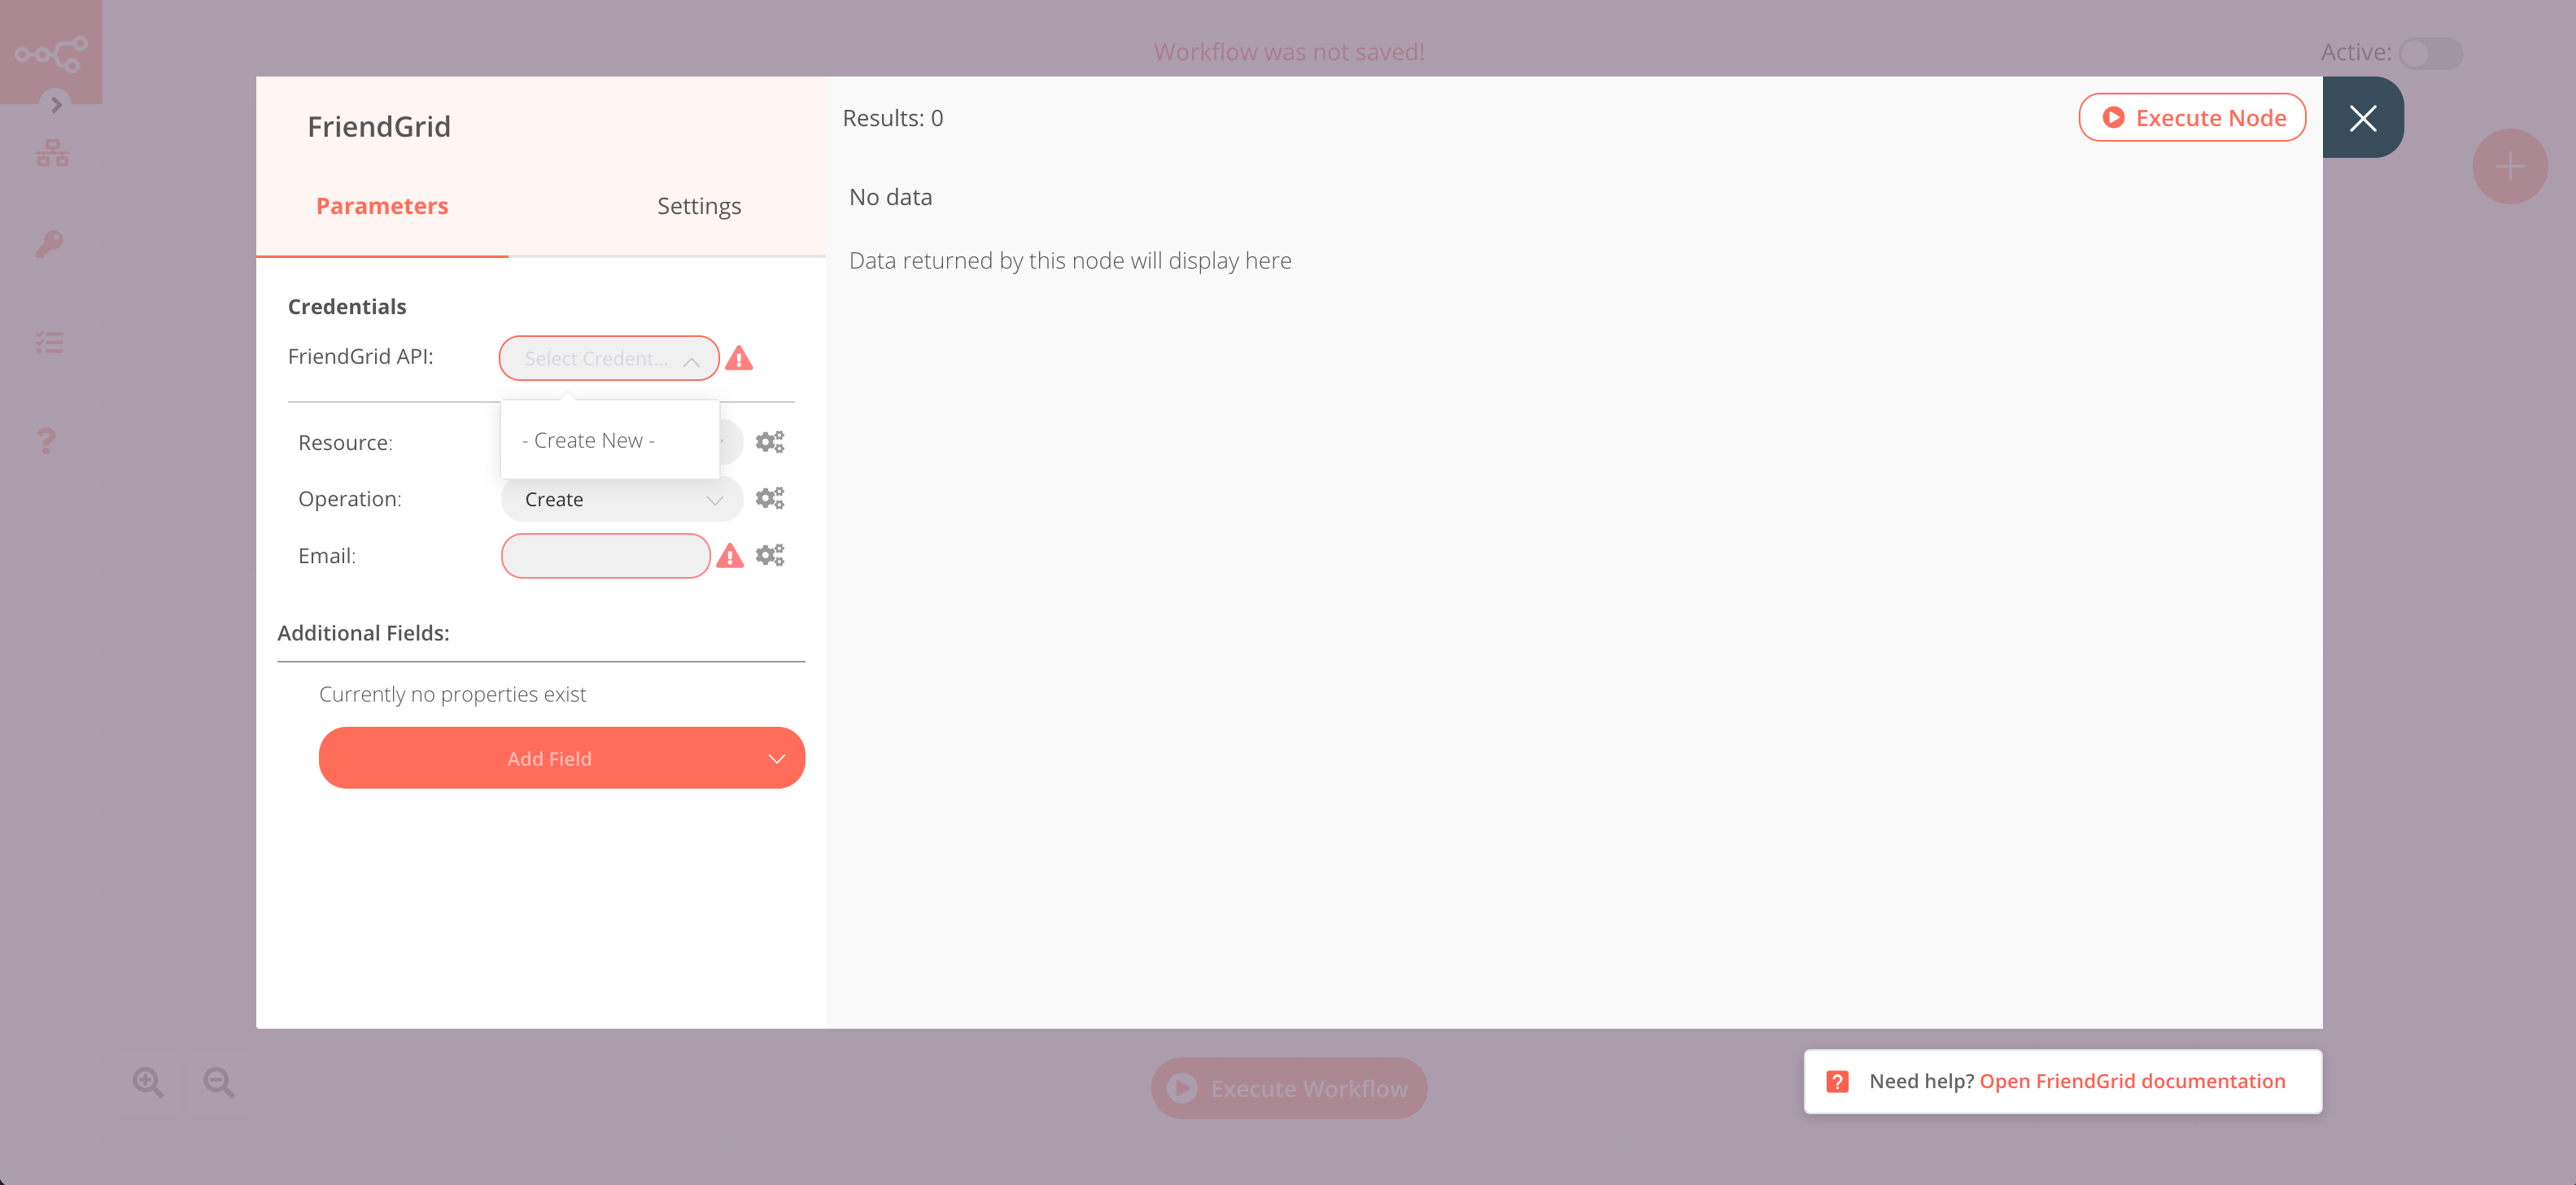 Workflow was not saved!
Active:
FriendGrid
Parameters
Settings
Results: 0
Execute Node
No data
Data returned by this node will display here
Credentials
FriendGrid API:
Select Credent...
- Create New -
Resource:
Operation:
Create
Email:
Additional Fields:
Currently no properties exist
Add Field
Execute Workflow
Need help? Open FriendGrid documentation